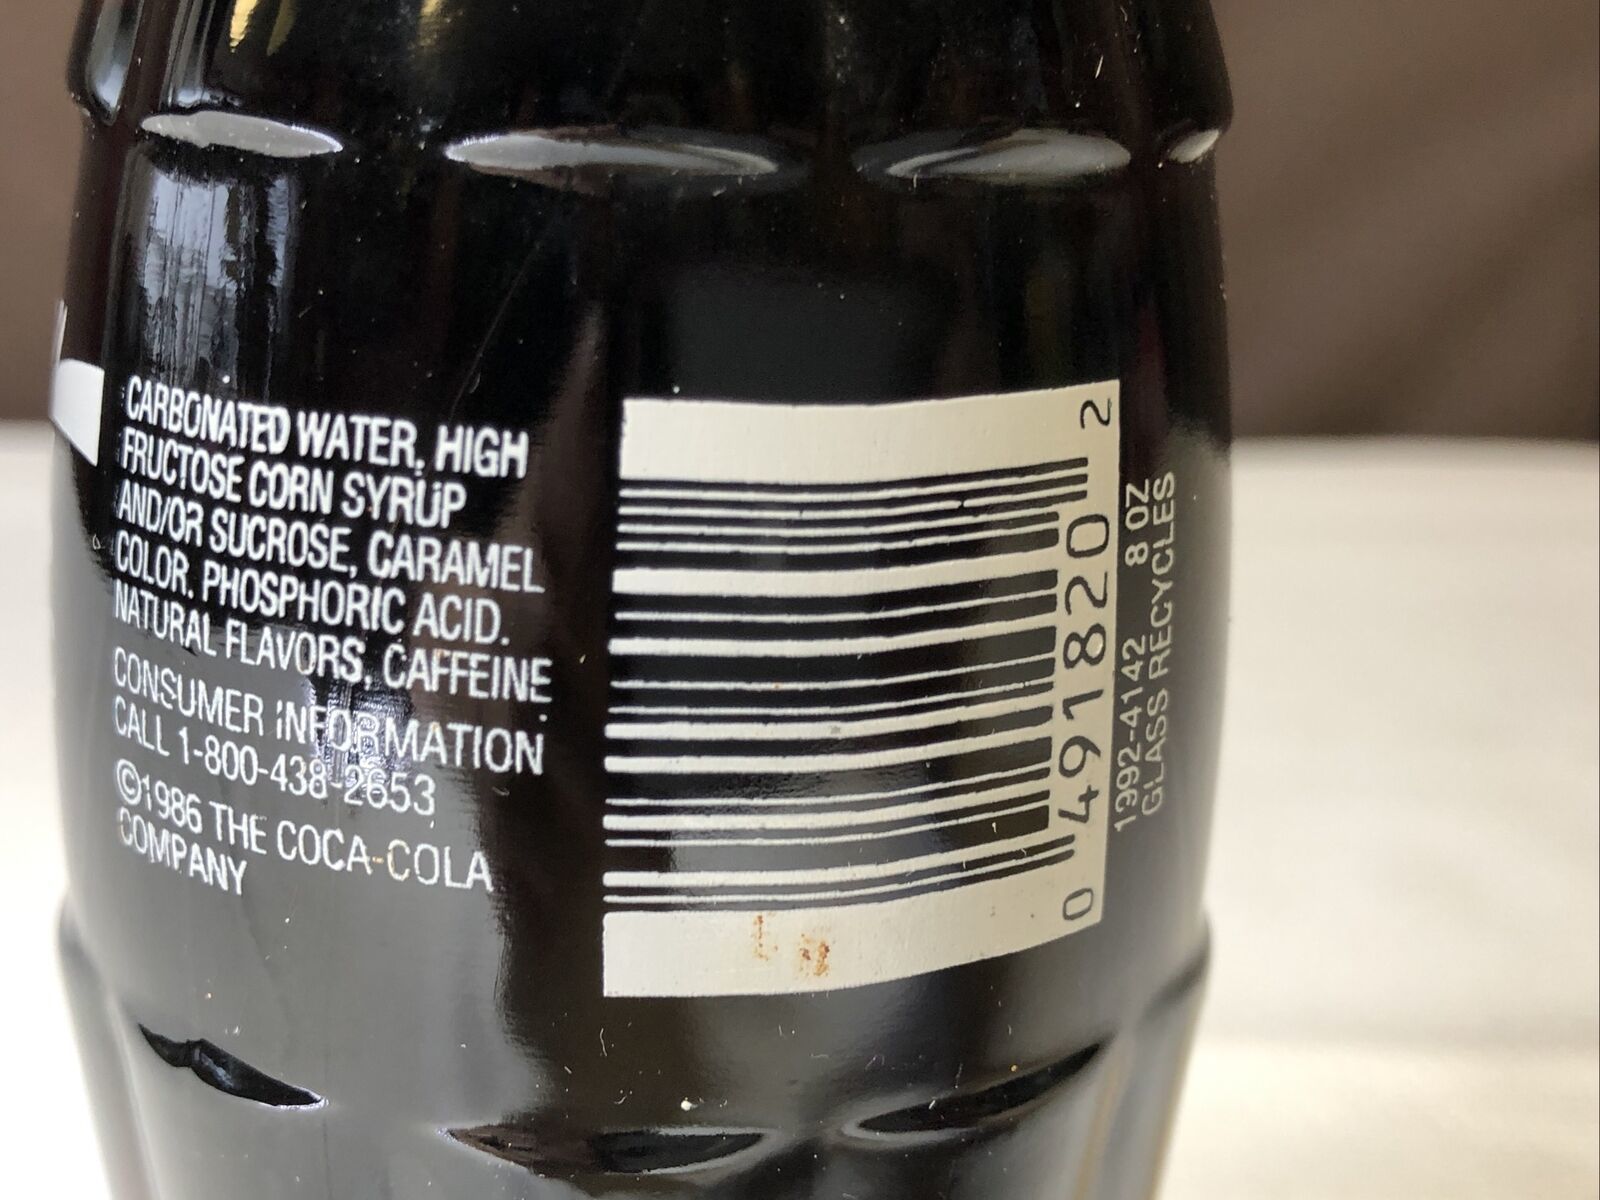 CARBONATED WATER, HIGH
FRUCTOSE CORN SYRUP
AND/OR SUCROSE, CARAMEL
COLOR. PHOSPHORIC ACID.
NATURAL FLAVORS, CAFFEINE
CONSUMER INFORMATION
CALL 1-800-438-2653
©1986 THE COCA-COLA
COMPANY
0 491820 2
1992-4142 8 OZ
GLASS RECYCLES